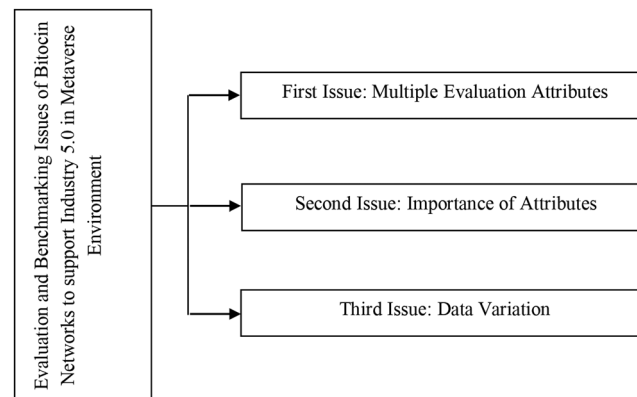 Evaluation and Benchmarking Issues of Bitocin
Networks to support Industry 5.0 in Metaverse
Environment
First Issue: Multiple Evaluation Attributes
Second Issue: Importance of Attributes
Third Issue: Data Variation